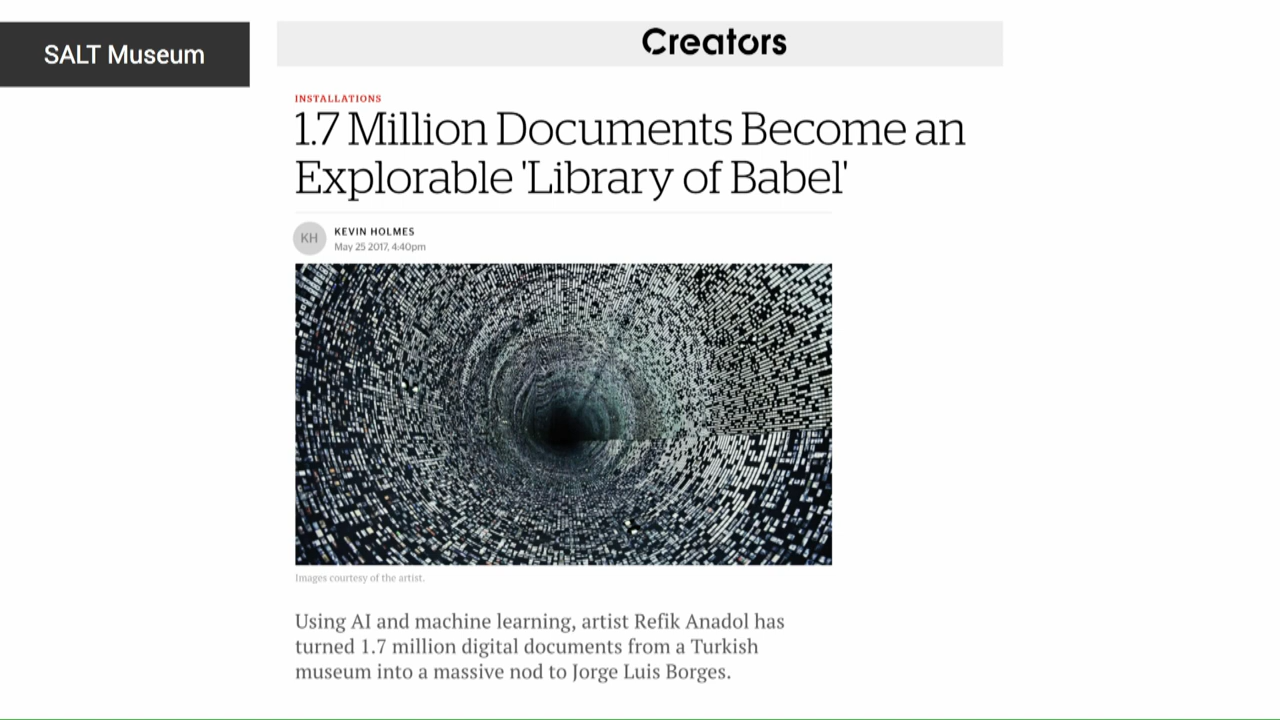 SALT Museum
Creators
INSTALLATIONS
1.7 Million Documents Become an
Explorable 'Library of Babel'
KH
KEVIN HOLMES
May 25 2017, 4:40pm
Images courtesy of the artist.
Using AI and machine learning, artist Refik Anadol has
turned 1.7 million digital documents from a Turkish
museum into a massive nod to Jorge Luis Borges.